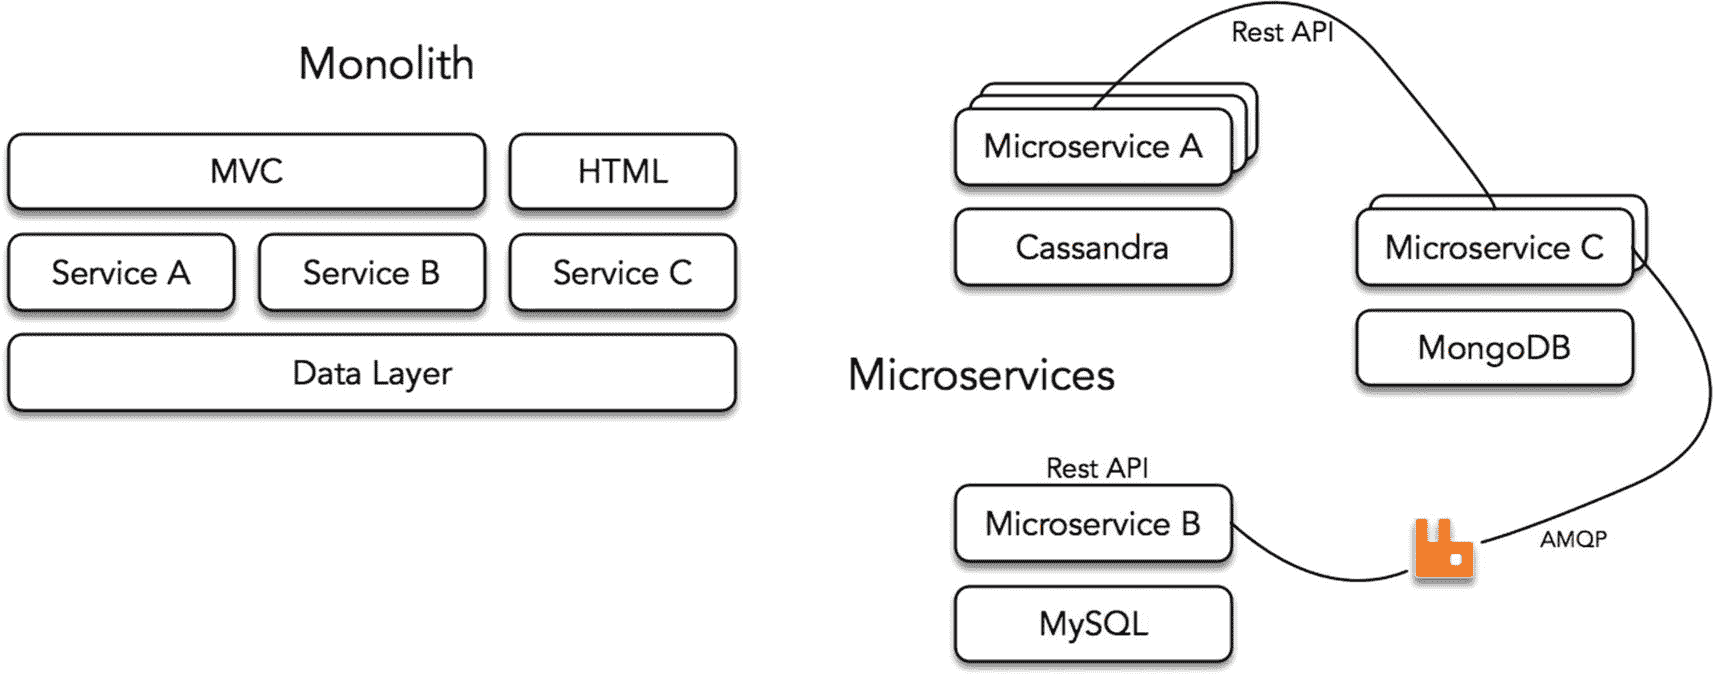 Monolith
MVC
HTML
Service A
Service B
Service C
Data Layer
Rest API
Microservice A
Cassandra
Microservice C
MongoDB
Microservices
Rest API
Microservice B
AMQP
MySQL